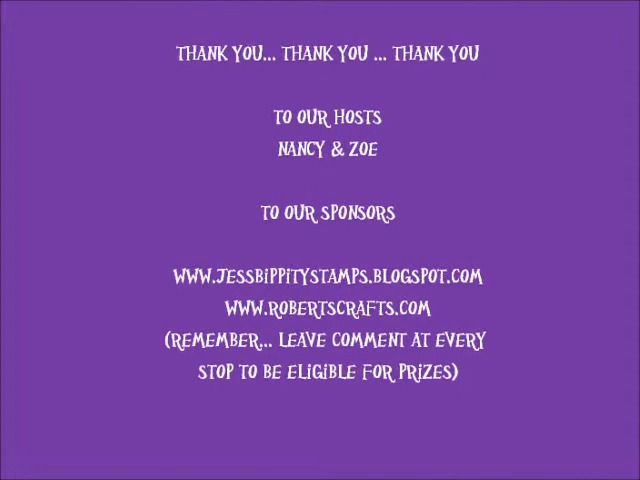 THANK YOU... THANK YOU ... THANK YOU
TO OUR HOSTS
NANCY & ZOE
TO OUR SPONSORS
WWW.JESSBIPPITYSTAMPS.BLOGSPOT.COM
WWW.ROBERTSCRAFTS.COM
(REMEMBER... LEAVE COMMENT AT EVERY
STOP TO BE ELIGIBLE FOR PRIZES)